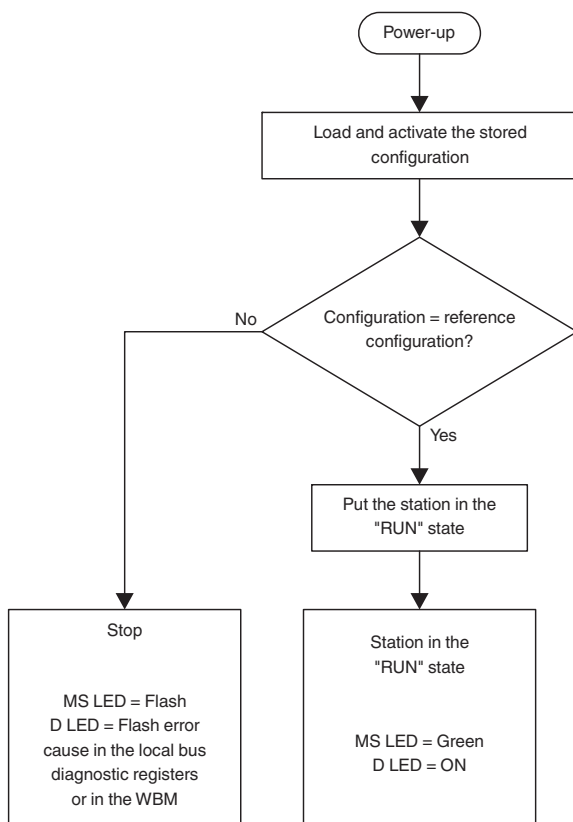 Power-up
Load and activate the stored
configuration
Configuration = reference
configuration?
No
Yes
Put the station in the
"RUN" state
Stop
MS LED = Flash
D LED = Flash error
cause in the local bus
diagnostic registers
or in the WBM
Station in the
"RUN" state
MS LED = Green
D LED = ON